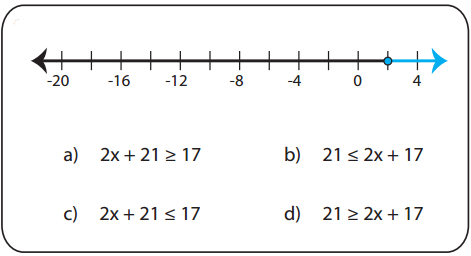 -20 -16 -12 -8 -4 0 4
a) 2x + 21 ≥ 17 b) 21 ≤ 2x + 17
c) 2x + 21 ≤ 17 d) 21 ≥ 2x + 17